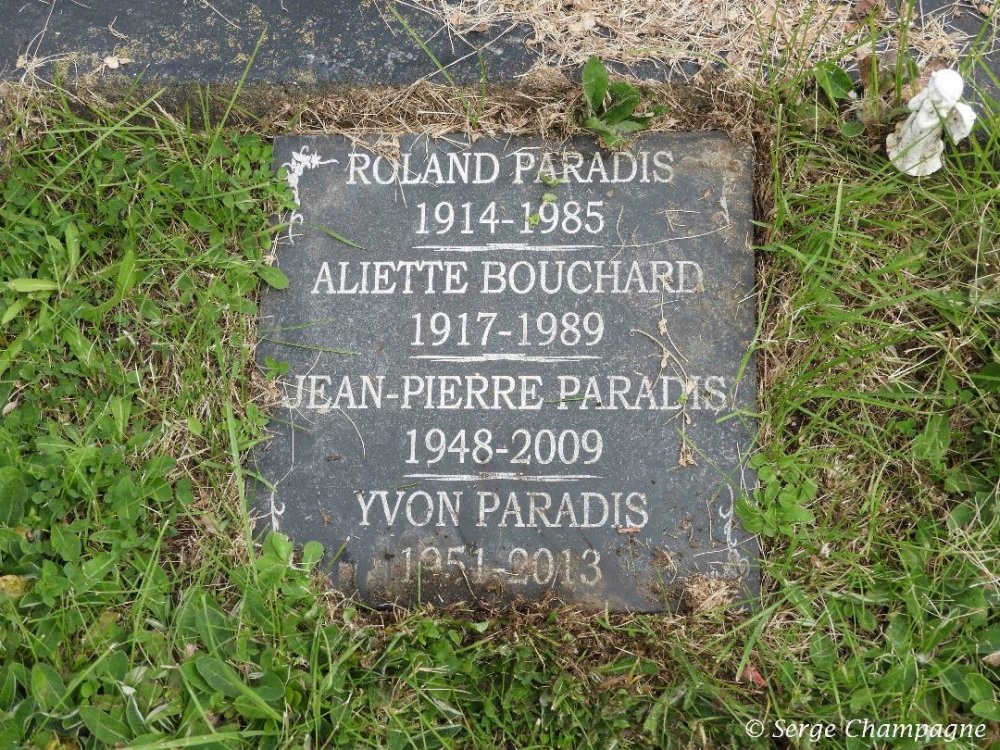 ROLAND PARADIS
1914-1985
ALIETTE BOUCHARD
1917-1989
JEAN-PIERRE PARADIS
1948-2009
YVON PARADIS
1951-2013
© Serge Champagne